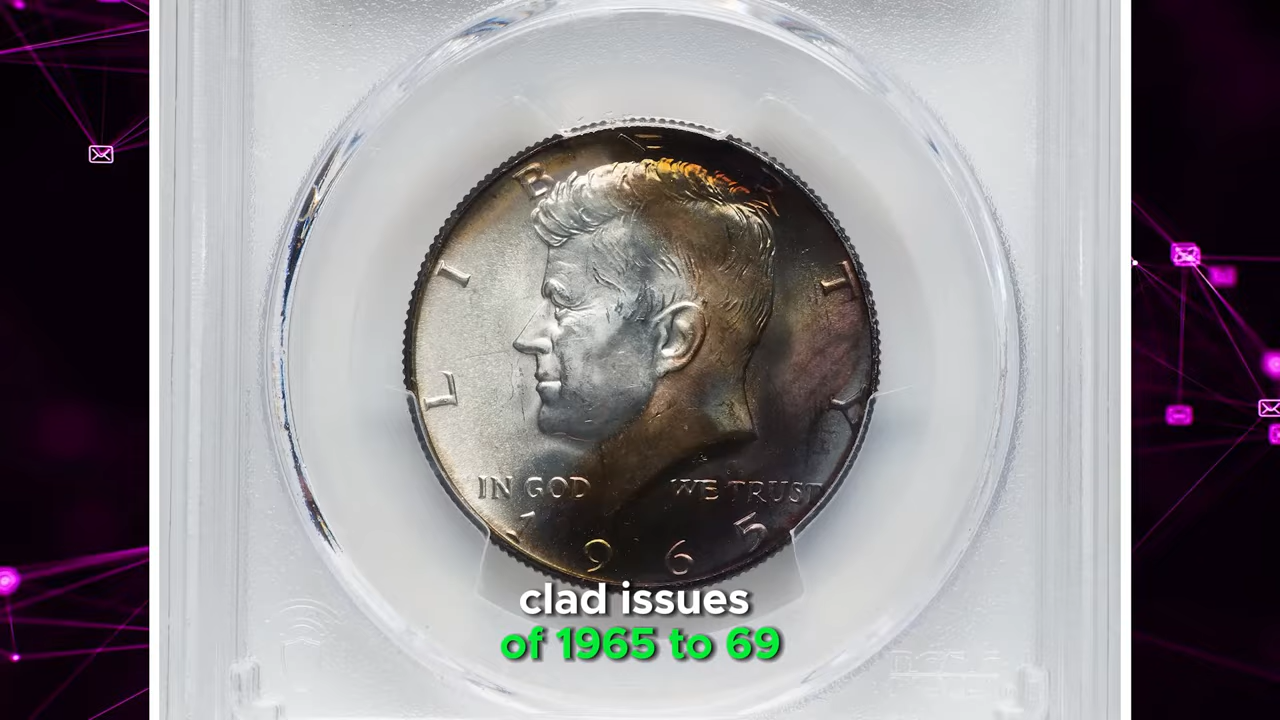 LIBERTY
IN GOD WE TRUST
1965
clad issues
of 1965 to 69